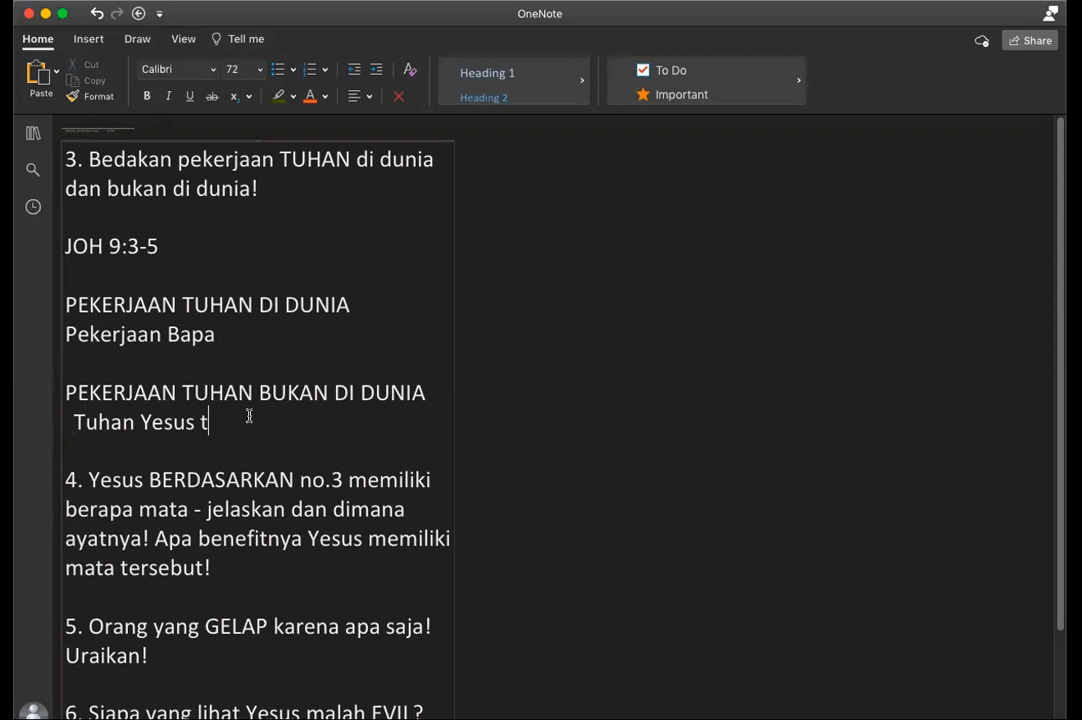 OneNote
Home Insert Draw View Tell me
Share
Paste
Cut
Copy
Format
Calibri 72
B I U ab x A
Heading 1
Heading 2
To Do
Important
3. Bedakan pekerjaan TUHAN di dunia
dan bukan di dunia!
JOH 9:3-5
PEKERJAAN TUHAN DI DUNIA
Pekerjaan Bapa
PEKERJAAN TUHAN BUKAN DI DUNIA
Tuhan Yesus t
4. Yesus BERDASARKAN no.3 memiliki
berapa mata - jelaskan dan dimana
ayatnya! Apa benefitnya Yesus memiliki
mata tersebut!
5. Orang yang GELAP karena apa saja!
Uraikan!
6. Siapa yang lihat Yesus malah EVIL?